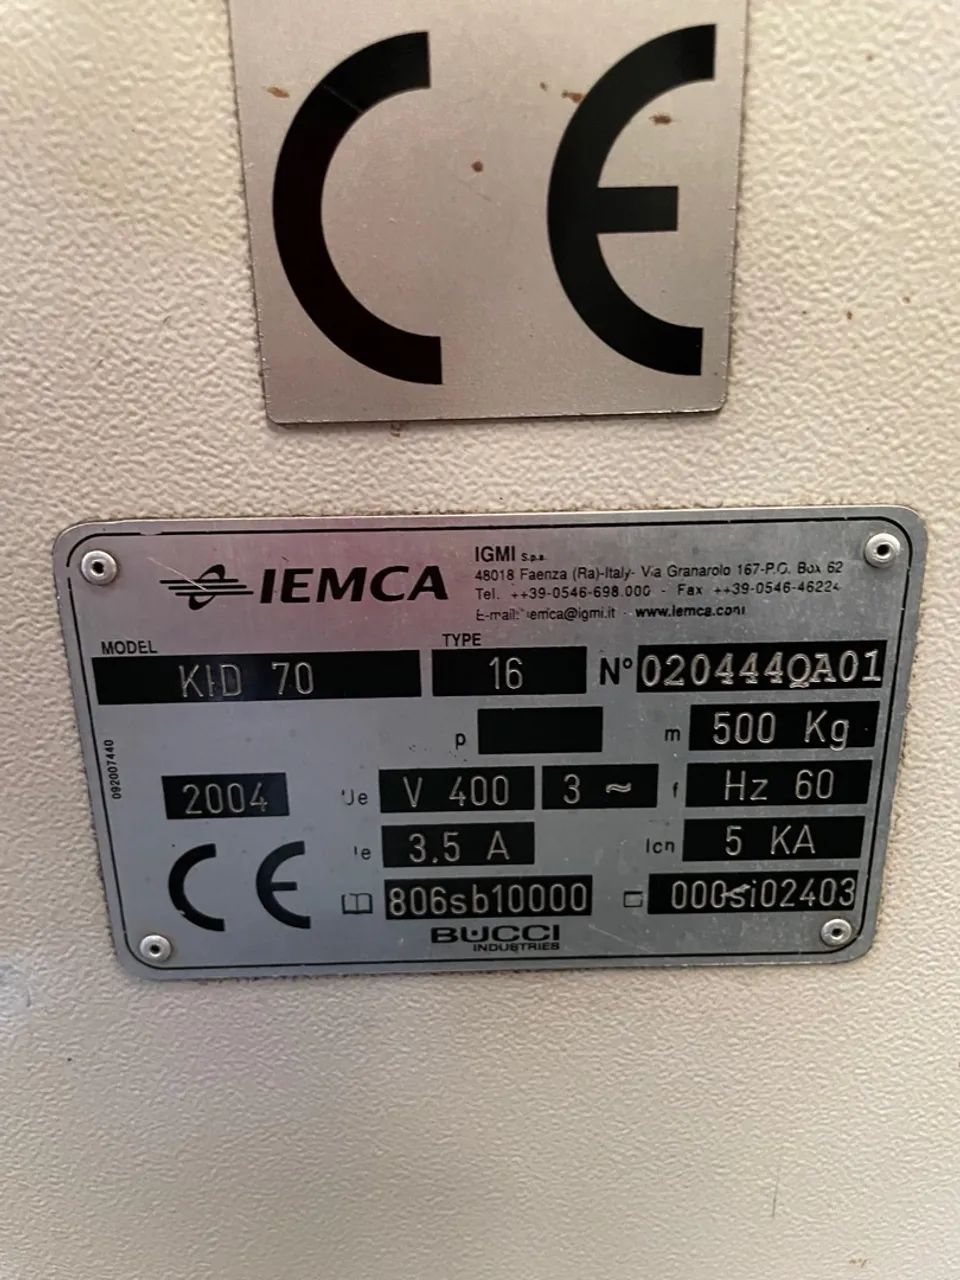 CE
IEMCA
IGMI S.p.a.
48018 Faenza (Ra)-Italy- Via Granarolo 167-P.O. Box 62
Tel. ++39-0546-698.000 - Fax ++39-0546-46224
E-mail: iemca@igmi.it - www.iemca.com
MODEL KID 70 TYPE 16 N° 020444QA01
p m 500 Kg
092007440
2004 Ue V 400 3 ~ f Hz 60
CE Ie 3.5 A Icn 5 KA
806sb10000 000si02403
BUCCI
INDUSTRIES